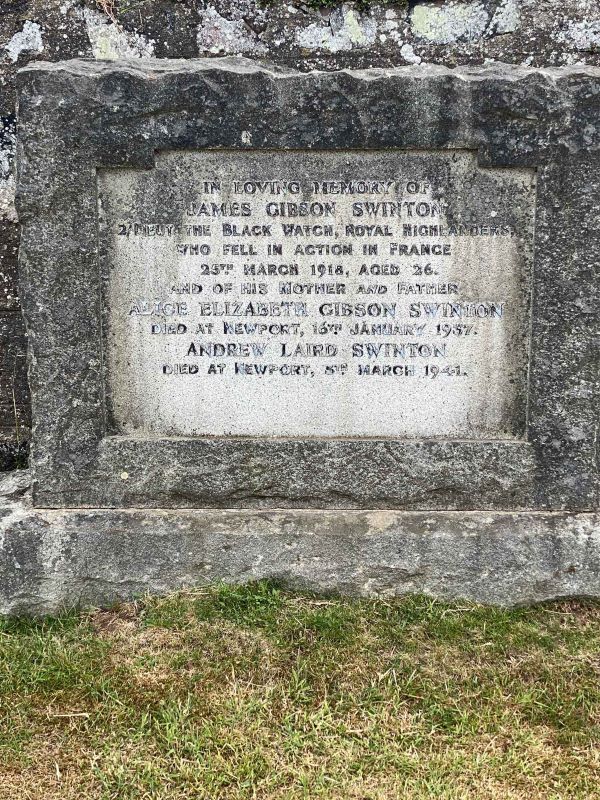 IN LOVING MEMORY OF
JAMES GIBSON SWINTON
2/LIEUT. THE BLACK WATCH, ROYAL HIGHLANDERS,
WHO FELL IN ACTION IN FRANCE
25TH MARCH 1918, AGED 26.
AND OF HIS MOTHER AND FATHER
ALICE ELIZABETH GIBSON SWINTON
DIED AT NEWPORT, 16TH JANUARY 1937.
ANDREW LAIRD SWINTON
DIED AT NEWPORT, 5TH MARCH 1941.